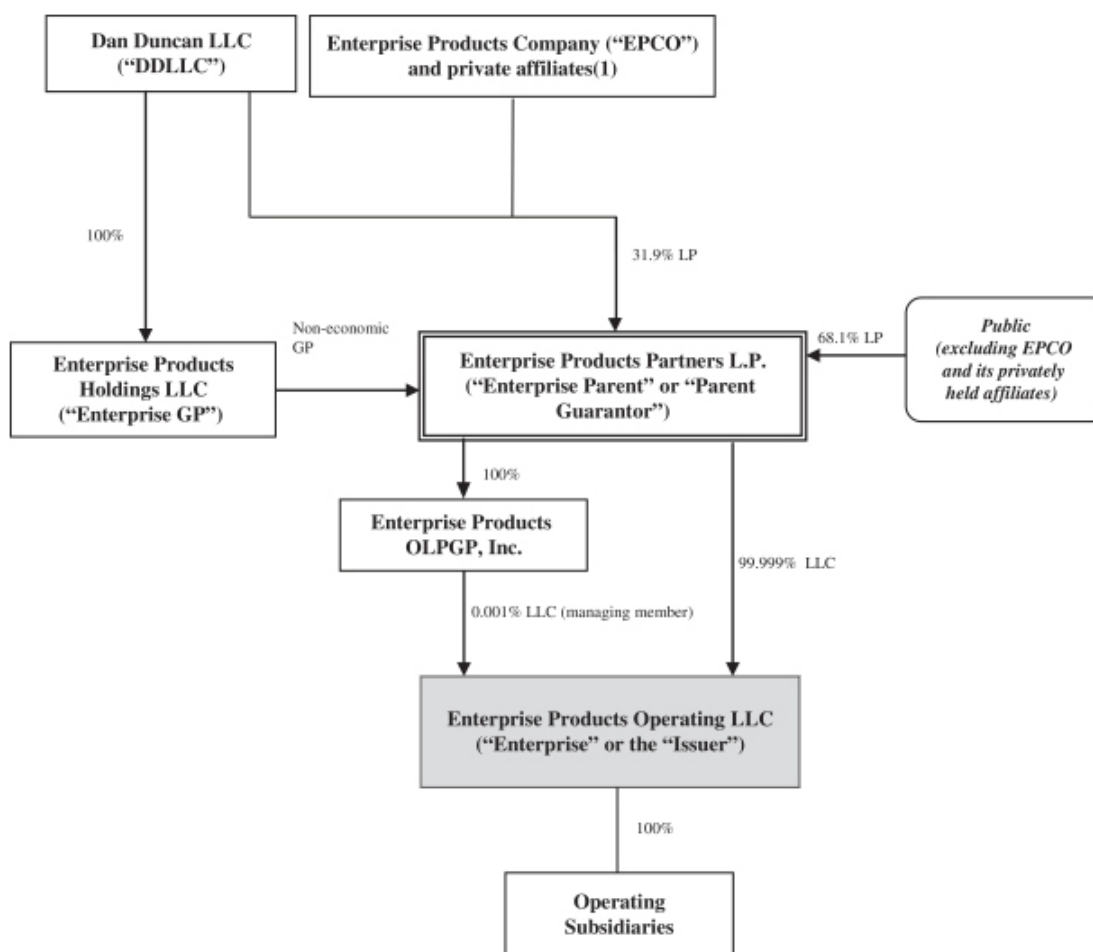 Dan Duncan LLC
(“DDLLC”)
Enterprise Products Company (“EPCO”)
and private affiliates(1)
100%
31.9% LP
Non-economic
GP
68.1% LP
Public
(excluding EPCO
and its privately
held affiliates)
Enterprise Products
Holdings LLC
(“Enterprise GP”)
Enterprise Products Partners L.P.
(“Enterprise Parent” or “Parent
Guarantor”)
100%
Enterprise Products
OLPGP, Inc.
99.999% LLC
0.001% LLC (managing member)
Enterprise Products Operating LLC
(“Enterprise” or the “Issuer”)
100%
Operating
Subsidiaries